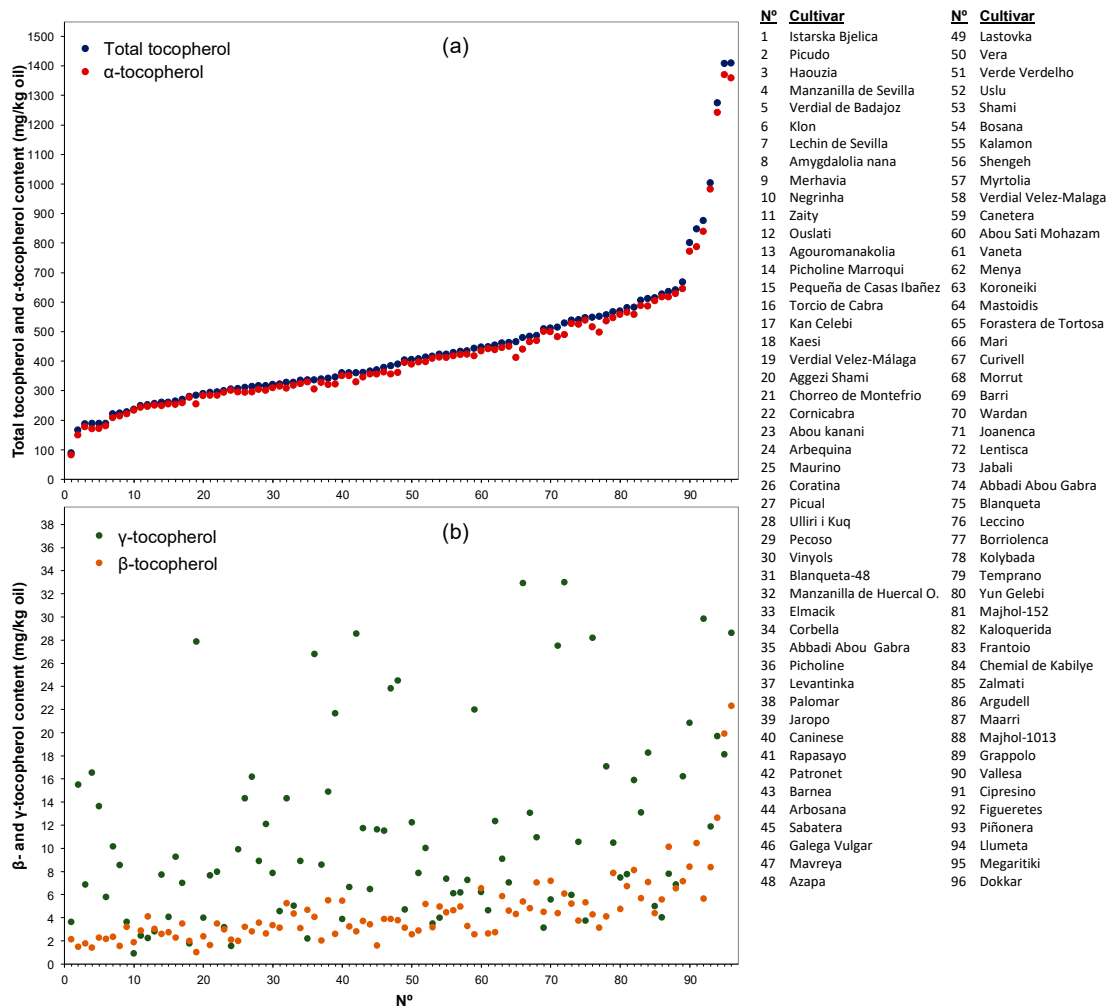 (a)
Total tocopherol
α-tocopherol
Total tocopherol and α-tocopherol content (mg/kg oil)
1500
1400
1300
1200
1100
1000
900
800
700
600
500
400
300
200
100
0
0 10 20 30 40 50 60 70 80 90
(b)
γ-tocopherol
β-tocopherol
β- and γ-tocopherol content (mg/kg oil)
38
36
34
32
30
28
26
24
22
20
18
16
14
12
10
8
6
4
2
0
0 10 20 30 40 50 60 70 80 90
Nº
Nº Cultivar
1 Istarska Bjelica
2 Picudo
3 Haouzia
4 Manzanilla de Sevilla
5 Verdial de Badajoz
6 Klon
7 Lechin de Sevilla
8 Amygdalolia nana
9 Merhavia
10 Negrinha
11 Zaity
12 Ouslati
13 Agouromanakolia
14 Picholine Marroqui
15 Pequeña de Casas Ibañez
16 Torcio de Cabra
17 Kan Celebi
18 Kaesi
19 Verdial Velez-Málaga
20 Aggezi Shami
21 Chorreo de Montefrio
22 Cornicabra
23 Abou kanani
24 Arbequina
25 Maurino
26 Coratina
27 Picual
28 Ulliri i Kuq
29 Pecoso
30 Vinyols
31 Blanqueta-48
32 Manzanilla de Huercal O.
33 Elmacik
34 Corbella
35 Abbadi Abou Gabra
36 Picholine
37 Levantinka
38 Palomar
39 Jaropo
40 Caninese
41 Rapasayo
42 Patronet
43 Barnea
44 Arbosana
45 Sabatera
46 Galega Vulgar
47 Mavreya
48 Azapa
Nº Cultivar
49 Lastovka
50 Vera
51 Verde Verdelho
52 Uslu
53 Shami
54 Bosana
55 Kalamon
56 Shengeh
57 Myrtolia
58 Verdial Velez-Malaga
59 Canetera
60 Abou Sati Mohazam
61 Vaneta
62 Menya
63 Koroneiki
64 Mastoidis
65 Forastera de Tortosa
66 Mari
67 Curivell
68 Morrut
69 Barri
70 Wardan
71 Joanenca
72 Lentisca
73 Jabali
74 Abbadi Abou Gabra
75 Blanqueta
76 Leccino
77 Borriolenca
78 Kolybada
79 Temprano
80 Yun Gelebi
81 Majhol-152
82 Kaloquerida
83 Frantoio
84 Chemial de Kabilye
85 Zalmati
86 Argudell
87 Maarri
88 Majhol-1013
89 Grappolo
90 Vallesa
91 Cipresino
92 Figueretes
93 Piñonera
94 Llumeta
95 Megaritiki
96 Dokkar